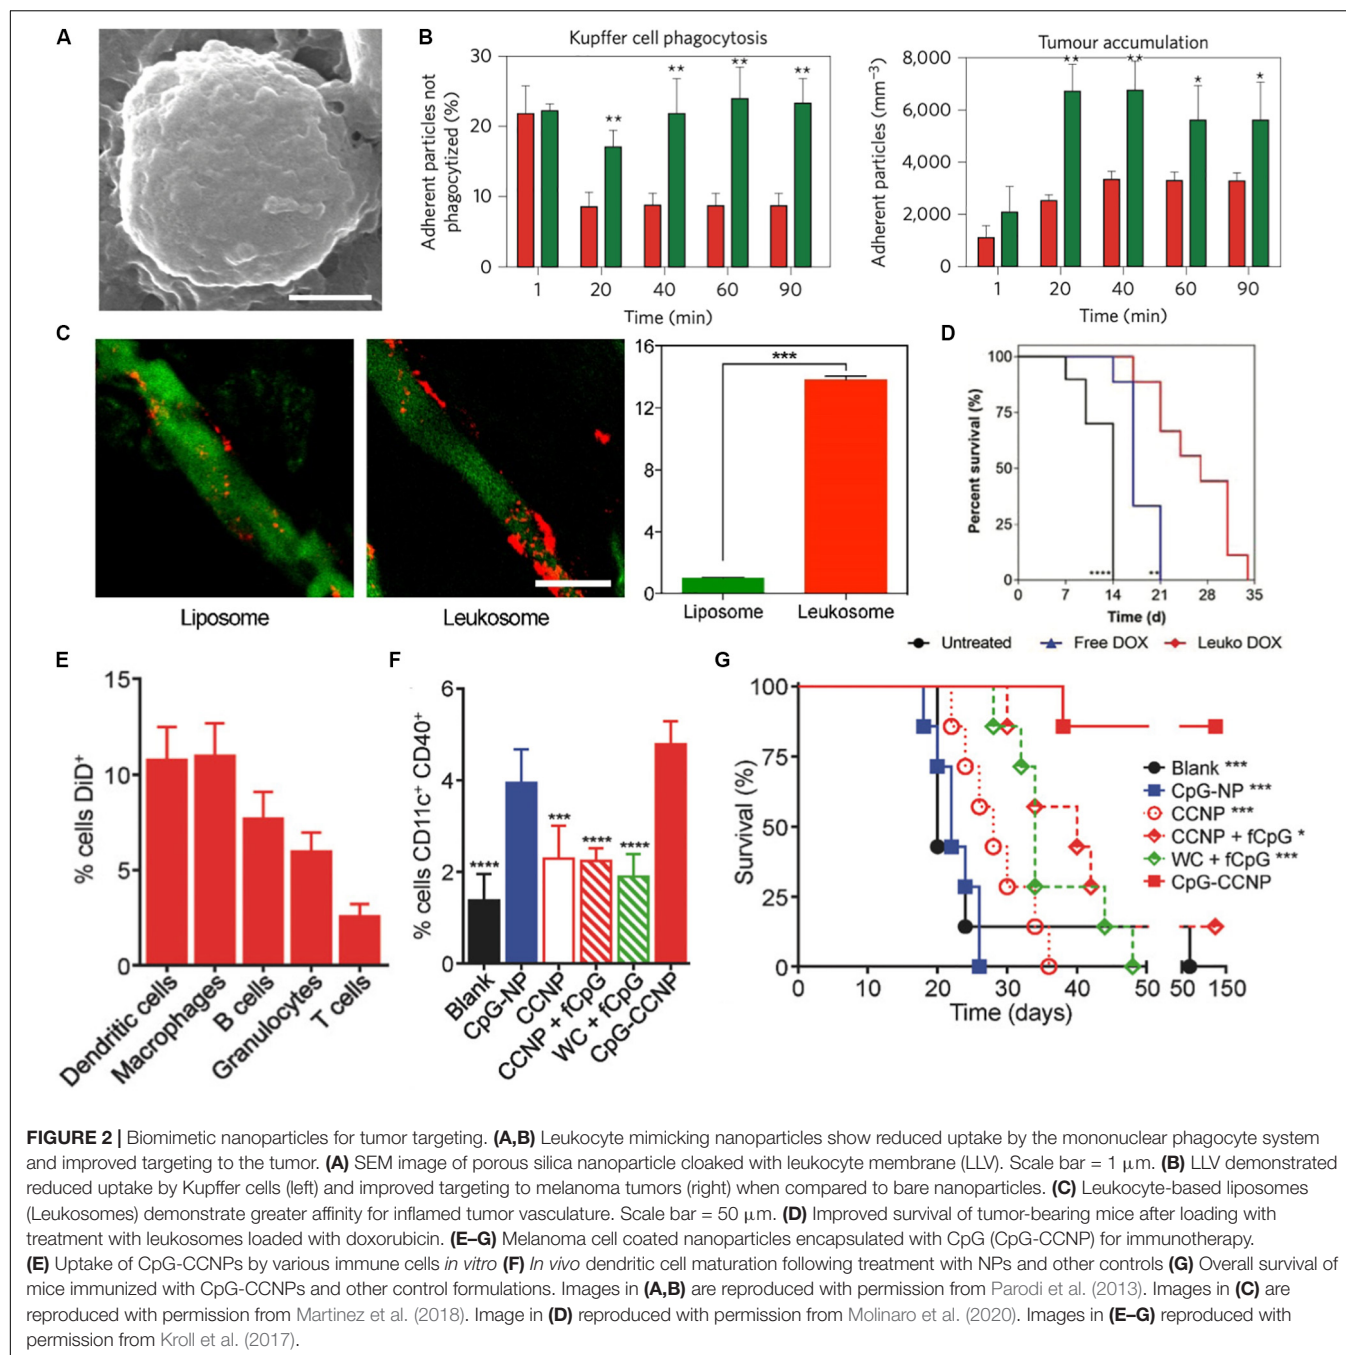 A
B
Kupffer cell phagocytosis
Adherent particles not
phagocytized (%)
30
20
10
0
**
**
**
**
1
20
40
60
90
Time (min)
Tumour accumulation
Adherent particles (mm⁻³)
8,000
6,000
4,000
2,000
0
**
**
*
*
1
20
40
60
90
Time (min)
C
Liposome
Leukosome
16
12
8
4
0
***
Liposome
Leukosome
D
Percent survival (%)
100
75
50
25
0
****
**
0
7
14
21
28
35
Time (d)
Untreated
Free DOX
Leuko DOX
E
% cells DiD⁺
15
10
5
0
Dendritic cells
Macrophages
B cells
Granulocytes
T cells
F
% cells CD11c⁺ CD40⁺
6
4
2
0
****
***
****
****
Blank
CpG-NP
CCNP
CCNP + fCpG
WC + fCpG
CpG-CCNP
G
Survival (%)
100
75
50
25
0
0
10
20
30
40
50
50
150
Time (days)
Blank ***
CpG-NP ***
CCNP ***
CCNP + fCpG *
WC + fCpG ***
CpG-CCNP
FIGURE 2 | Biomimetic nanoparticles for tumor targeting. (A,B) Leukocyte mimicking nanoparticles show reduced uptake by the mononuclear phagocyte system
and improved targeting to the tumor. (A) SEM image of porous silica nanoparticle cloaked with leukocyte membrane (LLV). Scale bar = 1 μm. (B) LLV demonstrated
reduced uptake by Kupffer cells (left) and improved targeting to melanoma tumors (right) when compared to bare nanoparticles. (C) Leukocyte-based liposomes
(Leukosomes) demonstrate greater affinity for inflamed tumor vasculature. Scale bar = 50 μm. (D) Improved survival of tumor-bearing mice after loading with
treatment with leukosomes loaded with doxorubicin. (E–G) Melanoma cell coated nanoparticles encapsulated with CpG (CpG-CCNP) for immunotherapy.
(E) Uptake of CpG-CCNPs by various immune cells in vitro (F) In vivo dendritic cell maturation following treatment with NPs and other controls (G) Overall survival of
mice immunized with CpG-CCNPs and other control formulations. Images in (A,B) are reproduced with permission from Parodi et al. (2013). Images in (C) are
reproduced with permission from Martinez et al. (2018). Image in (D) reproduced with permission from Molinaro et al. (2020). Images in (E–G) reproduced with
permission from Kroll et al. (2017).